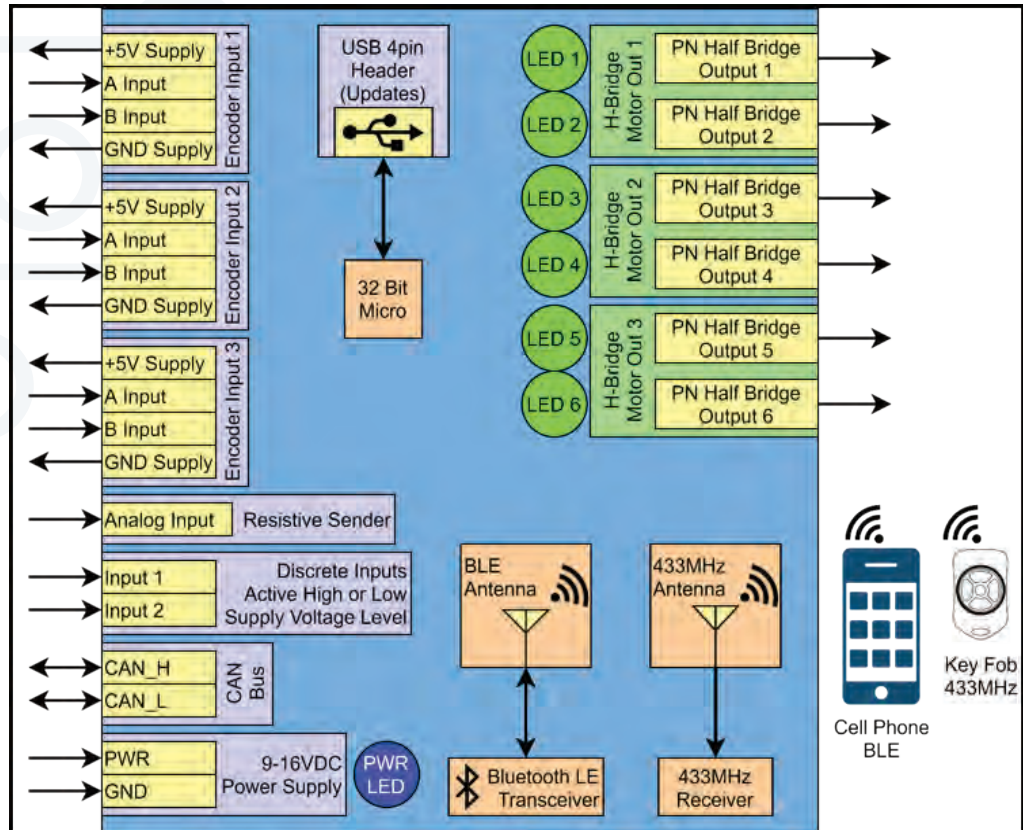 +5V Supply
A Input
B Input
GND Supply
Encoder Input 1
+5V Supply
A Input
B Input
GND Supply
Encoder Input 2
+5V Supply
A Input
B Input
GND Supply
Encoder Input 3
Analog Input
Resistive Sender
Input 1
Input 2
Discrete Inputs
Active High or Low
Supply Voltage Level
CAN_H
CAN_L
CAN
Bus
PWR
GND
9-16VDC
Power Supply
PWR
LED
USB 4pin
Header
(Updates)
32 Bit
Micro
LED 1
LED 2
H-Bridge
Motor Out 1
PN Half Bridge
Output 1
PN Half Bridge
Output 2
LED 3
LED 4
H-Bridge
Motor Out 2
PN Half Bridge
Output 3
PN Half Bridge
Output 4
LED 5
LED 6
H-Bridge
Motor Out 3
PN Half Bridge
Output 5
PN Half Bridge
Output 6
BLE
Antenna
Bluetooth LE
Transceiver
433MHz
Antenna
433MHz
Receiver
Cell Phone
BLE
Key Fob
433MHz